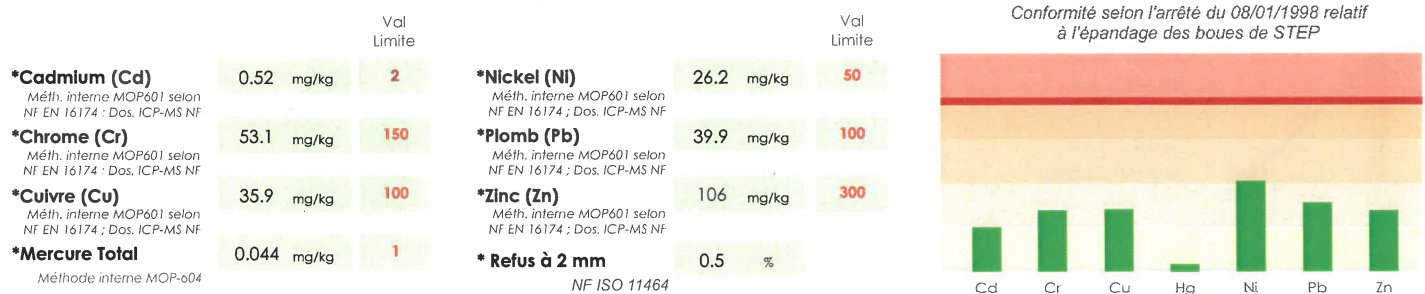 Val
Limite
*Cadmium (Cd) 0.52 mg/kg 2
Méth. interne MOP601 selon
NF EN 16174 : Dos. ICP-MS NF
*Chrome (Cr) 53.1 mg/kg 150
Méth. interne MOP601 selon
NF EN 16174 ; Dos. ICP-MS NF
*Cuivre (Cu) 35.9 mg/kg 100
Méth. interne MOP601 selon
NF EN 16174 ; Dos. ICP-MS NF
*Mercure Total 0.044 mg/kg 1
Méthode interne MOP-604
Val
Limite
*Nickel (Ni) 26.2 mg/kg 50
Méth. interne MOP601 selon
NF EN 16174 ; Dos. ICP-MS NF
*Plomb (Pb) 39.9 mg/kg 100
Méth. interne MOP601 selon
NF EN 16174 ; Dos. ICP-MS NF
*Zinc (Zn) 106 mg/kg 300
Méth. interne MOP601 selon
NF EN 16174 ; Dos. ICP-MS NF
* Refus à 2 mm 0.5 %
NF ISO 11464
Conformité selon l'arrêté du 08/01/1998 relatif
à l'épandage des boues de STEP
Cd Cr Cu Hg Ni Pb Zn